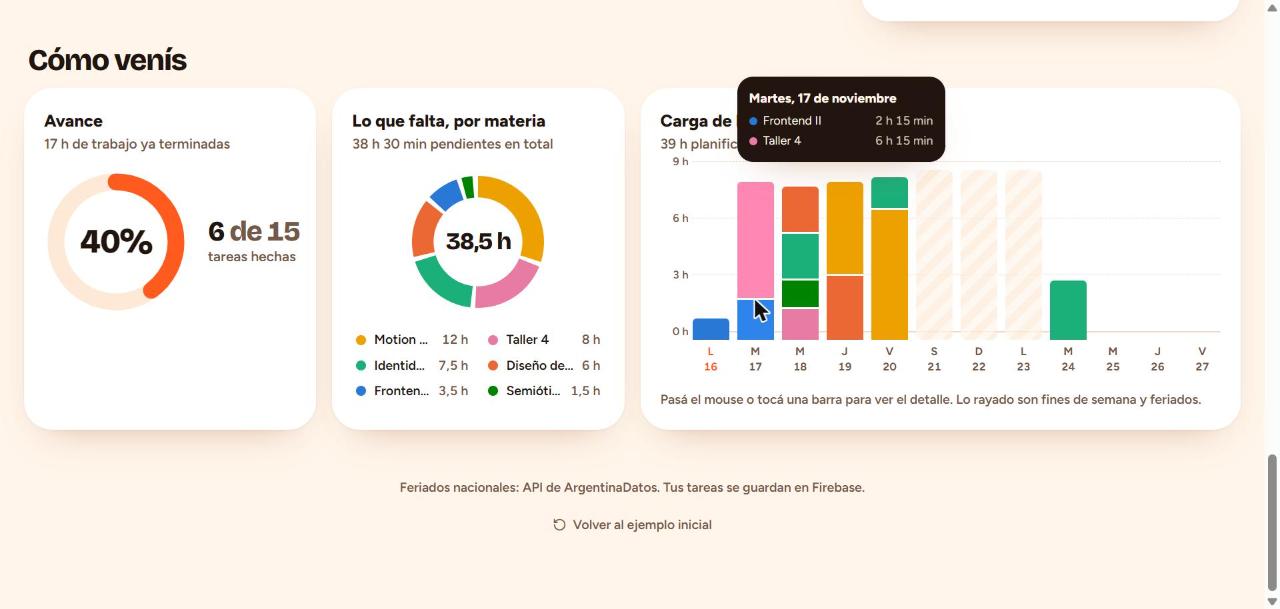 Cómo venís
Avance
17 h de trabajo ya terminadas
40%
6 de 15
tareas hechas
Lo que falta, por materia
38 h 30 min pendientes en total
38,5 h
Motion ... 12 h
Taller 4 8 h
Identid... 7,5 h
Diseño de... 6 h
Fronten... 3,5 h
Semióti... 1,5 h
Carga de
39 h planific
Martes, 17 de noviembre
Frontend II 2 h 15 min
Taller 4 6 h 15 min
9 h
6 h
3 h
0 h
L M M J V S D L M M J V
16 17 18 19 20 21 22 23 24 25 26 27
Pasá el mouse o tocá una barra para ver el detalle. Lo rayado son fines de semana y feriados.
Feriados nacionales: API de ArgentinaDatos. Tus tareas se guardan en Firebase.
Volver al ejemplo inicial